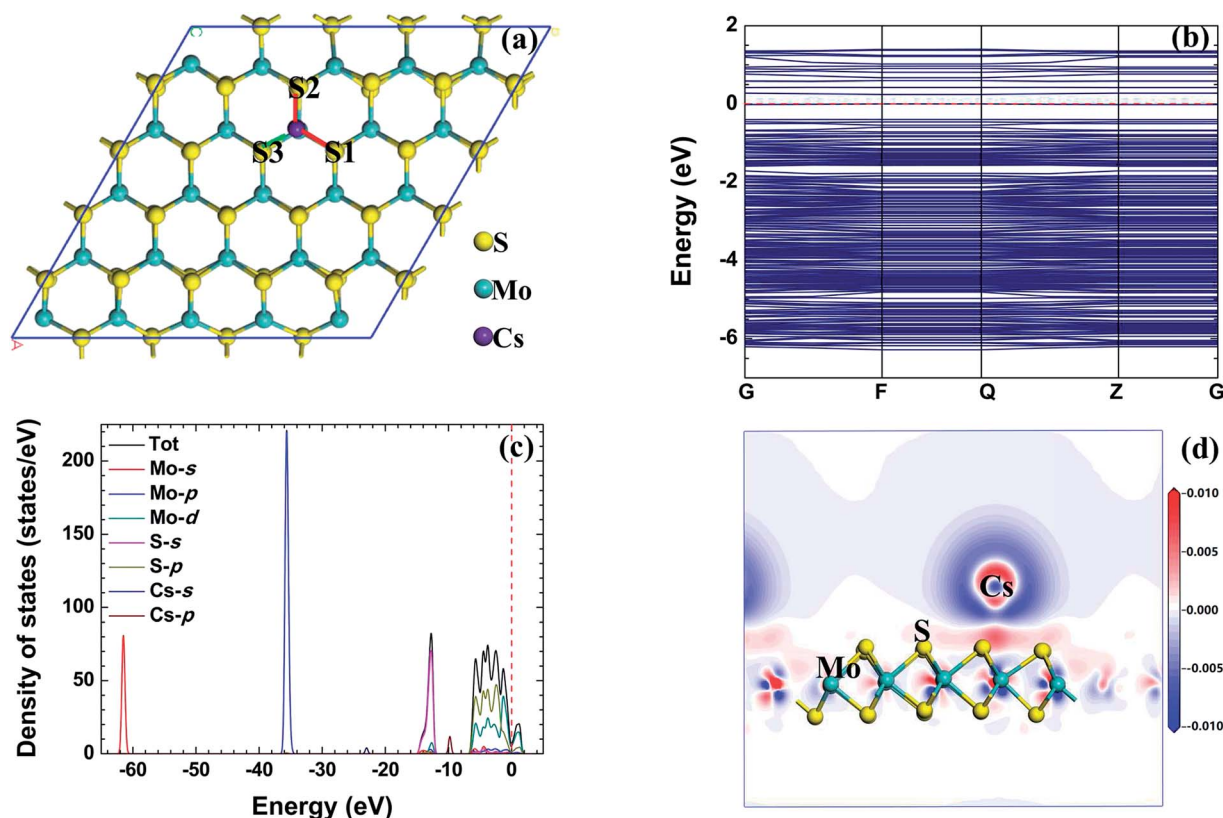 (a)
C
B
S2
S3 S1
S
Mo
Cs
A
(b)
Energy (eV)
2
0
-2
-4
-6
G F Q Z G
(c)
Density of states (states/eV)
200
150
100
50
0
Tot
Mo-s
Mo-p
Mo-d
S-s
S-p
Cs-s
Cs-p
-60 -50 -40 -30 -20 -10 0
Energy (eV)
(d)
Cs
S
Mo
0.010
0.005
0.000
-0.005
-0.010